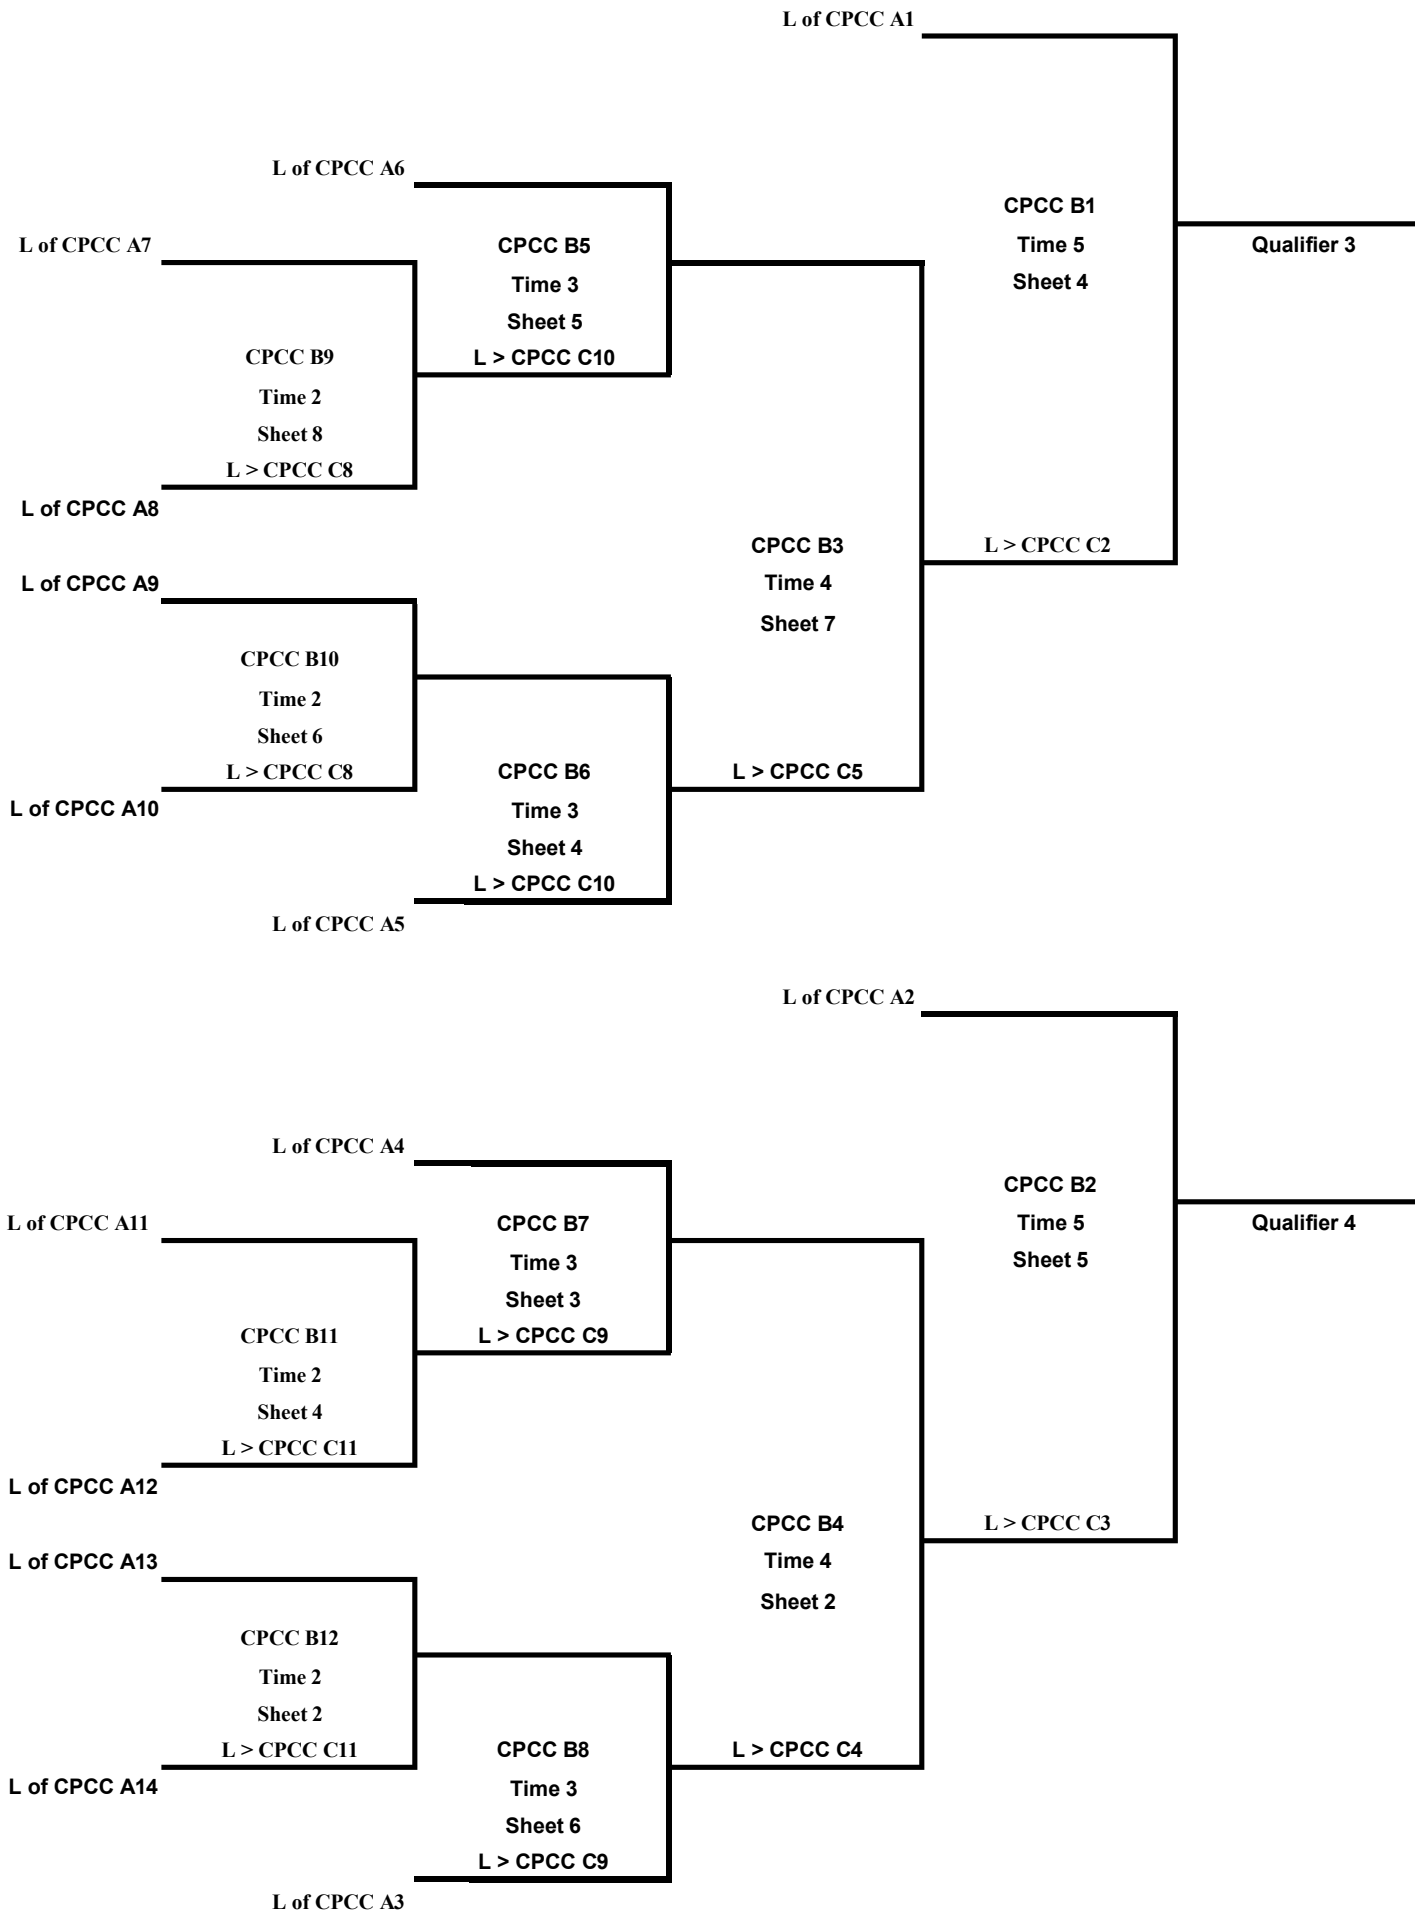 L of CPCC A1
L of CPCC A6
CPCC B1
L of CPCC A7
CPCC B5
Time 5
Qualifier 3
Time 3
Sheet 4
Sheet 5
CPCC B9
L > CPCC C10
Time 2
Sheet 8
L > CPCC C8
L of CPCC A8
CPCC B3
L > CPCC C2
L of CPCC A9
Time 4
Sheet 7
CPCC B10
Time 2
Sheet 6
L > CPCC C8
CPCC B6
L > CPCC C5
L of CPCC A10
Time 3
Sheet 4
L > CPCC C10
L of CPCC A5
L of CPCC A2
L of CPCC A4
CPCC B2
L of CPCC A11
CPCC B7
Time 5
Qualifier 4
Time 3
Sheet 5
Sheet 3
CPCC B11
L > CPCC C9
Time 2
Sheet 4
L > CPCC C11
L of CPCC A12
CPCC B4
L > CPCC C3
L of CPCC A13
Time 4
Sheet 2
CPCC B12
Time 2
Sheet 2
L > CPCC C11
CPCC B8
L > CPCC C4
L of CPCC A14
Time 3
Sheet 6
L > CPCC C9
L of CPCC A3